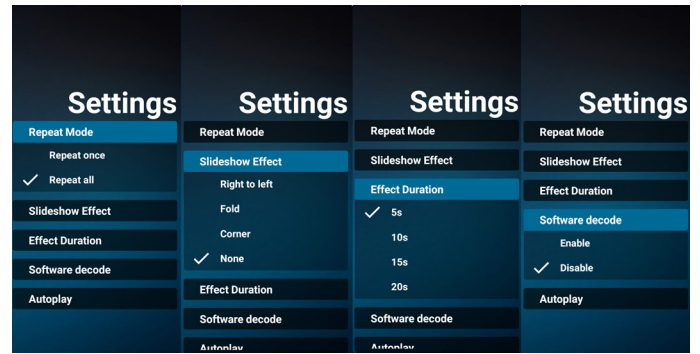 Settings
Repeat Mode
Repeat once
Repeat all
Slideshow Effect
Effect Duration
Software decode
Autoplay
Settings
Repeat Mode
Slideshow Effect
Right to left
Fold
Corner
None
Effect Duration
Software decode
Autoplay
Settings
Repeat Mode
Slideshow Effect
Effect Duration
5s
10s
15s
20s
Software decode
Autoplay
Settings
Repeat Mode
Slideshow Effect
Effect Duration
Software decode
Enable
Disable
Autoplay